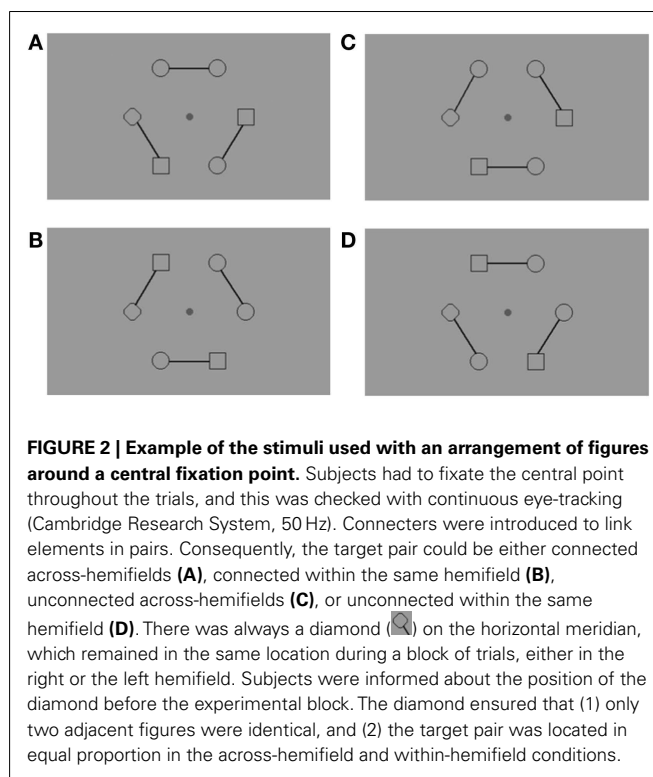 A
C
B
D
FIGURE 2 | Example of the stimuli used with an arrangement of figures
around a central fixation point. Subjects had to fixate the central point
throughout the trials, and this was checked with continuous eye-tracking
(Cambridge Research System, 50 Hz). Connecters were introduced to link
elements in pairs. Consequently, the target pair could be either connected
across-hemifields (A), connected within the same hemifield (B),
unconnected across-hemifields (C), or unconnected within the same
hemifield (D). There was always a diamond ( ) on the horizontal meridian,
which remained in the same location during a block of trials, either in the
right or the left hemifield. Subjects were informed about the position of the
diamond before the experimental block. The diamond ensured that (1) only
two adjacent figures were identical, and (2) the target pair was located in
equal proportion in the across-hemifield and within-hemifield conditions.